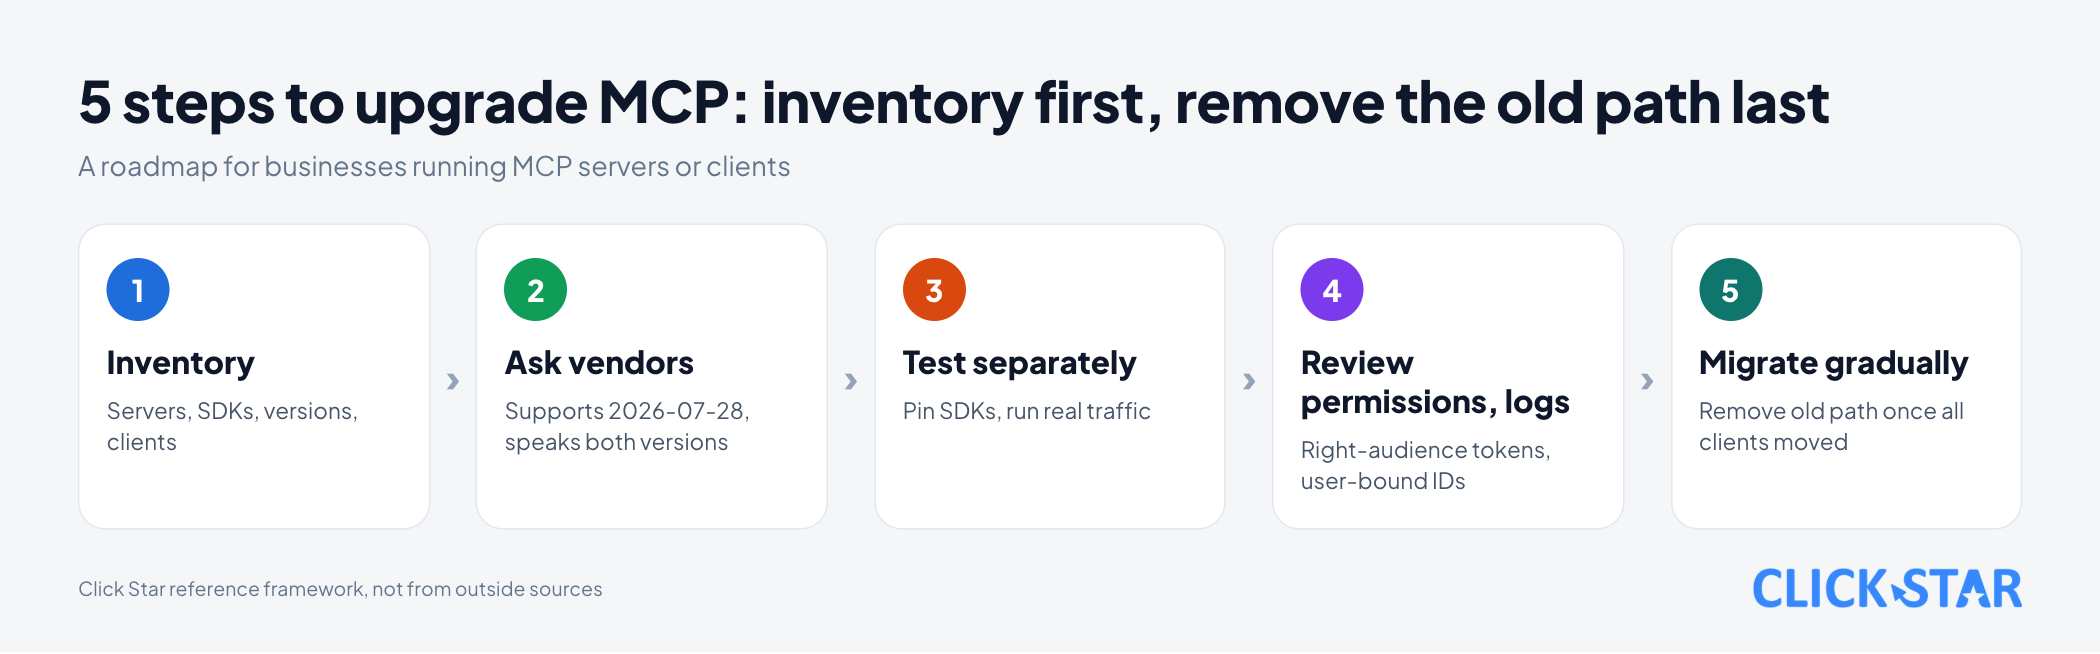 5 steps to upgrade MCP: inventory first, remove the old path last
A roadmap for businesses running MCP servers or clients
1
Inventory
Servers, SDKs, versions,
clients
›
2
Ask vendors
Supports 2026-07-28,
speaks both versions
›
3
Test separately
Pin SDKs, run real traffic
›
4
Review
permissions, logs
Right-audience tokens,
user-bound IDs
›
5
Migrate gradually
Remove old path once all
clients moved
Click Star reference framework, not from outside sources
CLICK STAR